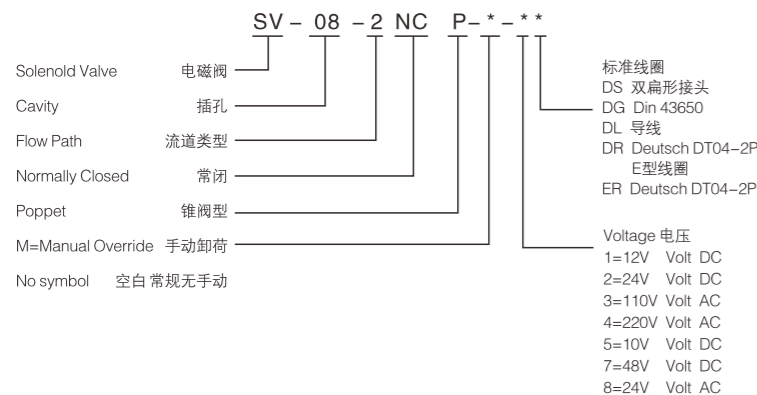 SV – 08 – 2 NC P– * – * *
Solenold Valve 电磁阀
Cavity 插孔
Flow Path 流道类型
Normally Closed 常闭
Poppet 锥阀型
M=Manual Override 手动卸荷
No symbol 空白 常规无手动
标准线圈
DS 双扁形接头
DG Din 43650
DL 导线
DR Deutsch DT04–2P
E型线圈
ER Deutsch DT04–2P
Voltage 电压
1=12V Volt DC
2=24V Volt DC
3=110V Volt AC
4=220V Volt AC
5=10V Volt DC
7=48V Volt DC
8=24V Volt AC